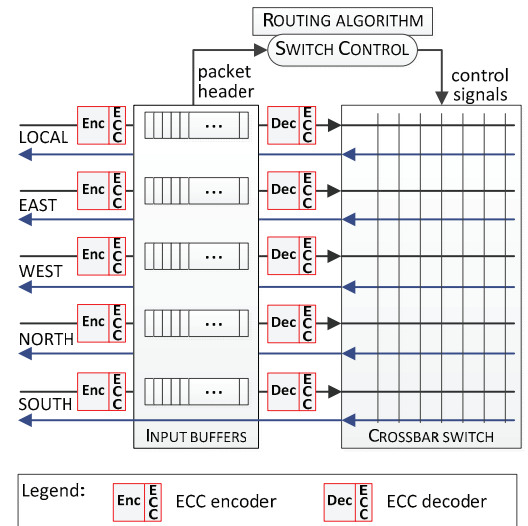 ROUTING ALGORITHM
SWITCH CONTROL
packet
header
control
signals
Enc ECC ... Dec ECC
LOCAL
Enc ECC ... Dec ECC
EAST
Enc ECC ... Dec ECC
WEST
Enc ECC ... Dec ECC
NORTH
Enc ECC ... Dec ECC
SOUTH
INPUT BUFFERS
CROSSBAR SWITCH
Legend:
Enc ECC ECC encoder
Dec ECC ECC decoder